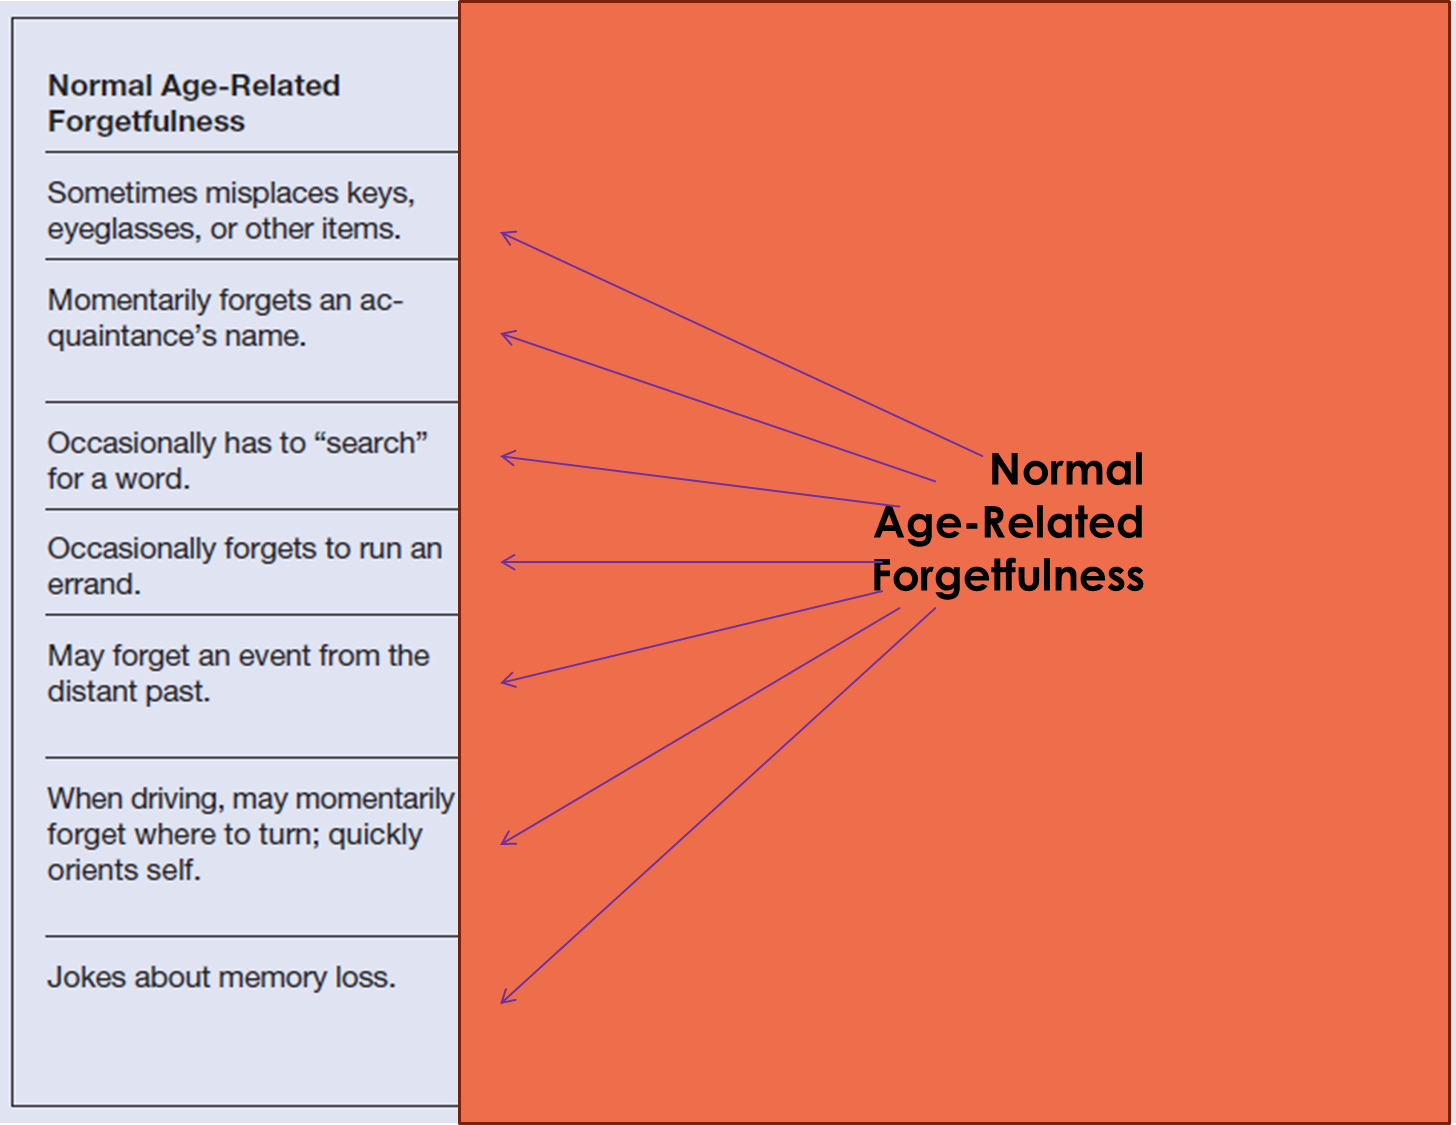 Normal Age-Related
Forgetfulness
Sometimes misplaces keys,
eyeglasses, or other items.
Momentarily forgets an ac-
quaintance’s name.
Occasionally has to “search”
for a word.
Occasionally forgets to run an
errand.
May forget an event from the
distant past.
When driving, may momentarily
forget where to turn; quickly
orients self.
Jokes about memory loss.
Normal
Age-Related
Forgetfulness